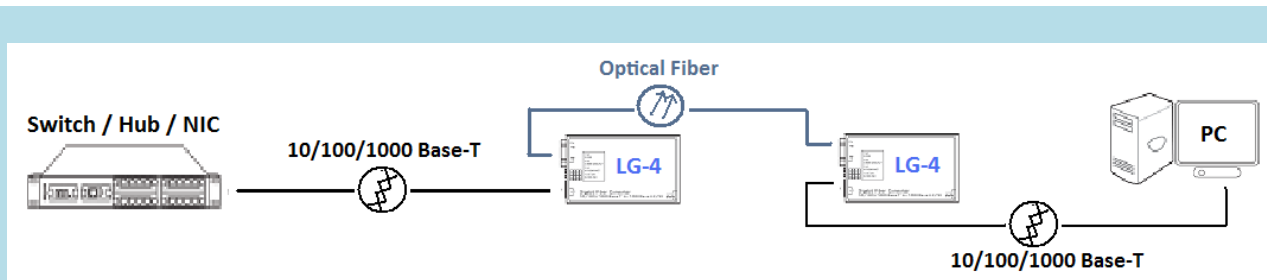 Optical Fiber
Switch / Hub / NIC
10/100/1000 Base-T
LG-4
LG-4
PC
10/100/1000 Base-T